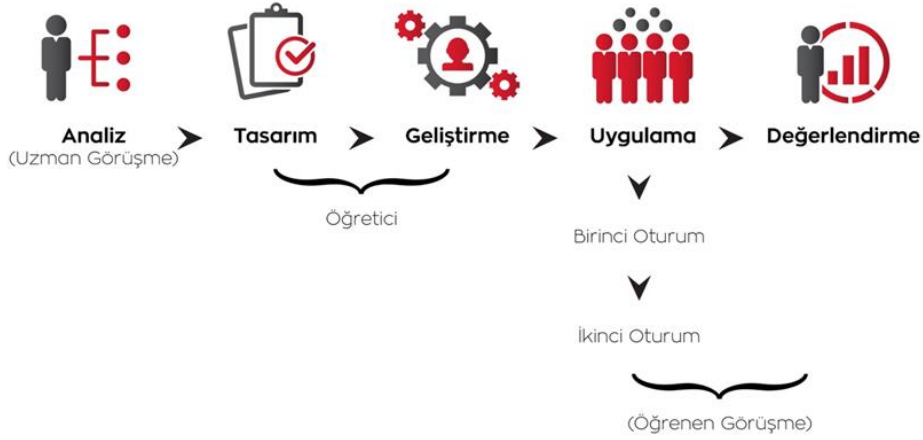 Analiz
(Uzman Görüşme)
Tasarım
Geliştirme
Uygulama
Değerlendirme
Öğretici
Birinci Oturum
İkinci Oturum
(Öğrenen Görüşme)